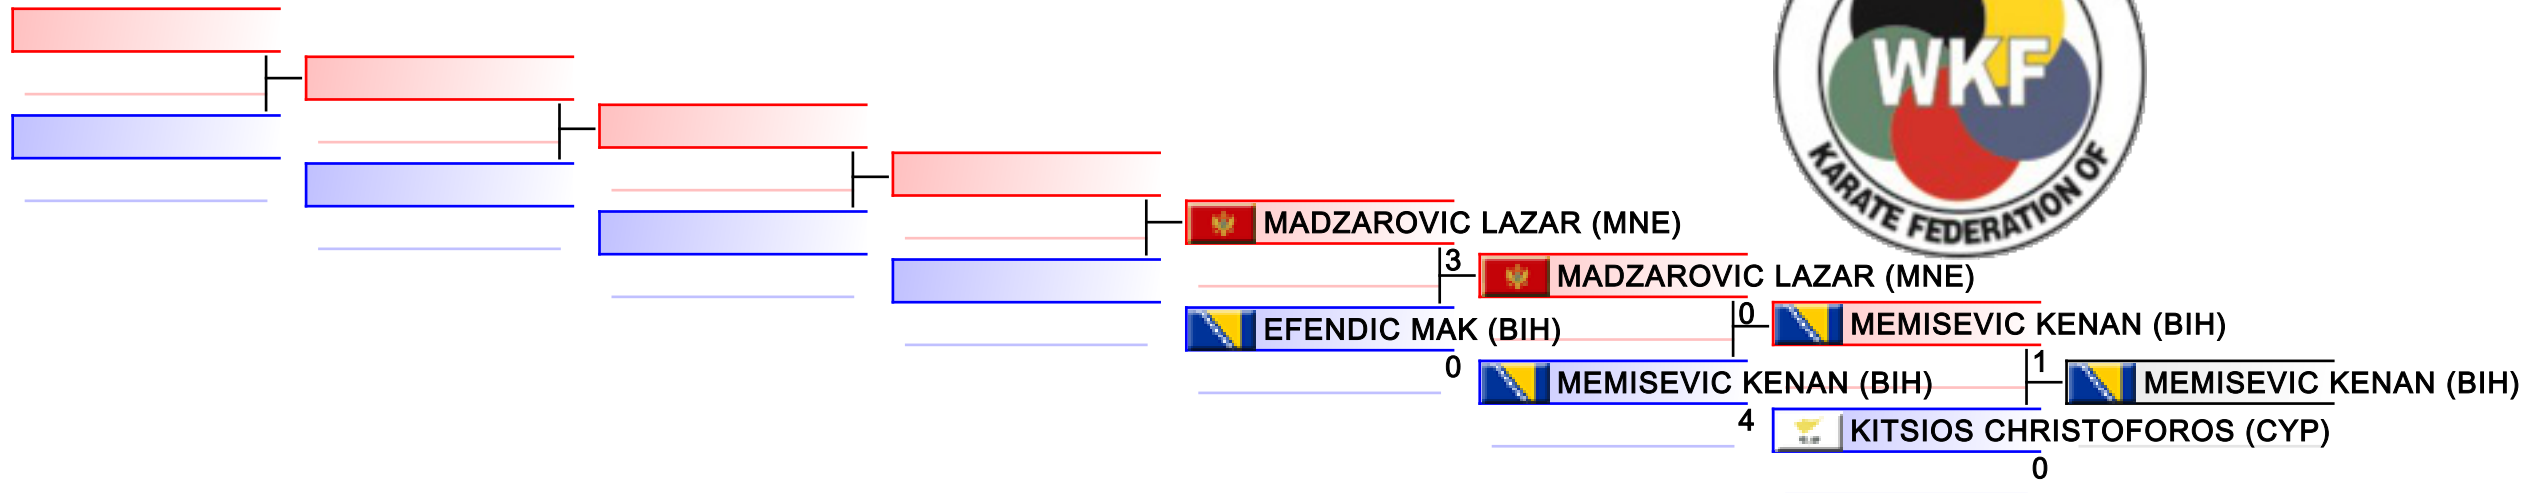 WKF
KARATE FEDERATION OF
MADZAROVIC LAZAR (MNE)
3
MADZAROVIC LAZAR (MNE)
EFENDIC MAK (BIH)
0
0
MEMISEVIC KENAN (BIH)
MEMISEVIC KENAN (BIH)
4
1
MEMISEVIC KENAN (BIH)
KITSIOS CHRISTOFOROS (CYP)
0